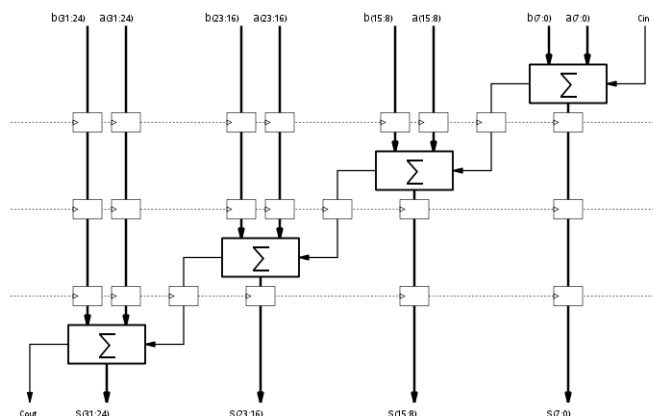 b(31:24) a(31:24) b(23:16) a(23:16) b(15:8) a(15:8) b(7:0) a(7:0) Cin
Σ
Σ
Σ
Σ
Cout S(31:24) S(23:16) S(15:8) S(7:0)